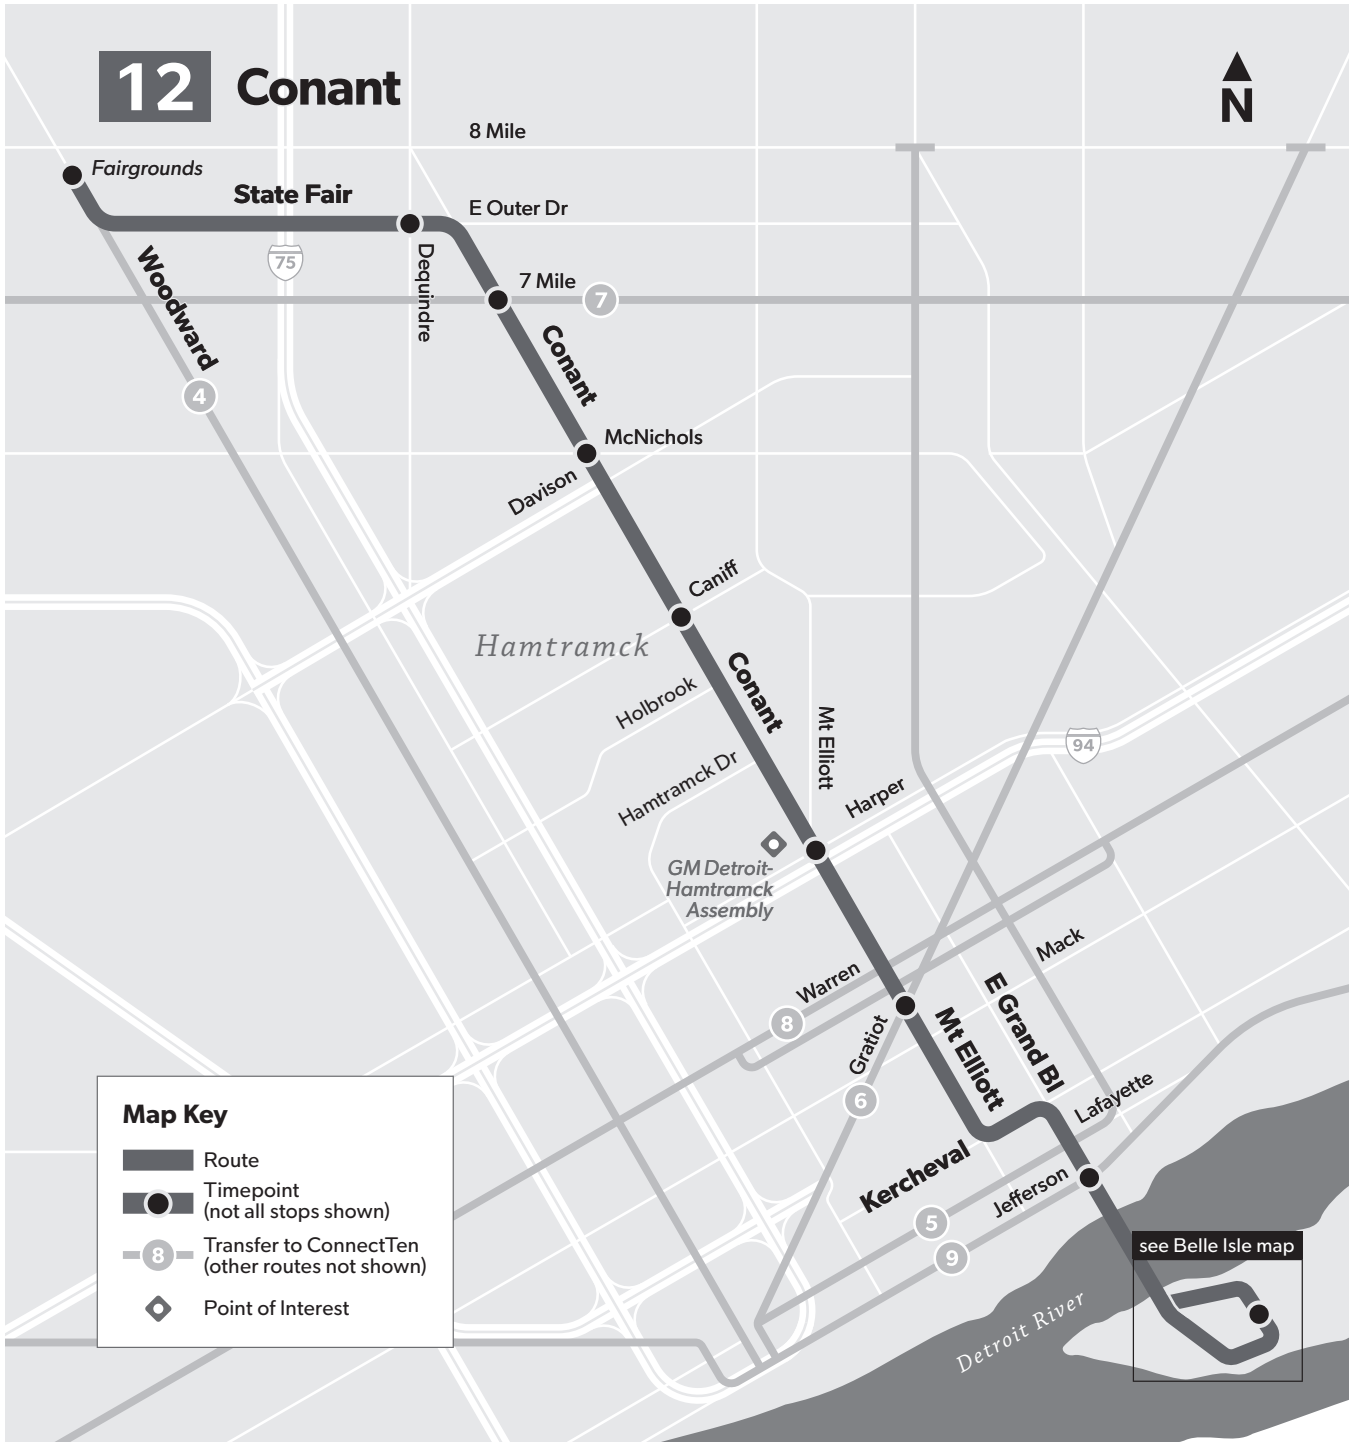 12 Conant
N
8 Mile
Fairgrounds
State Fair
E Outer Dr
75
Dequindre
Woodward
7 Mile
7
Conant
4
McNichols
Davison
Caniff
Hamtramck
Holbrook
Conant
Mt Elliott
Hamtramck Dr
94
Harper
GM Detroit-
Hamtramck
Assembly
Mack
Warren
8
E Grand Bl
Mt Elliott
Gratiot
6
Lafayette
Kercheval
Jefferson
5
9
see Belle Isle map
Detroit River
Map Key
Route
Timepoint
(not all stops shown)
8
Transfer to ConnectTen
(other routes not shown)
Point of Interest